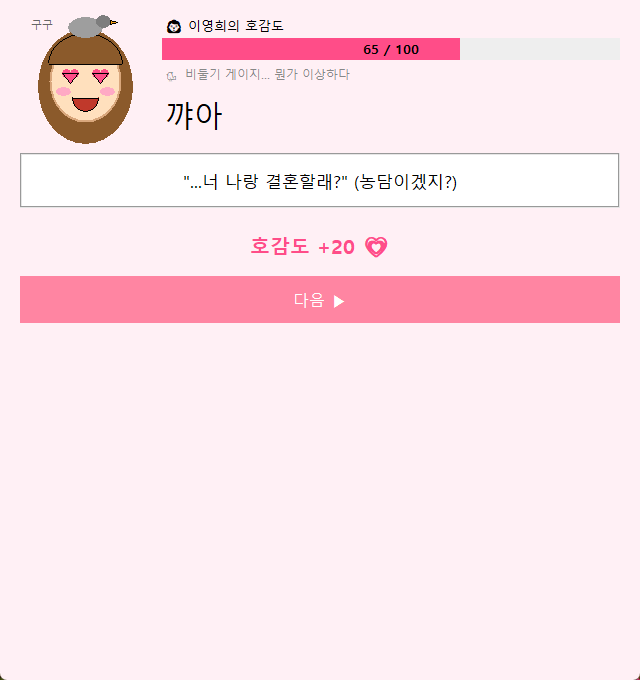 구구
이영희의 호감도
65 / 100
비둘기 게이지... 뭔가 이상하다
꺄아
"...너 나랑 결혼할래?" (농담이겠지?)
호감도 +20 💗
다음 ▶